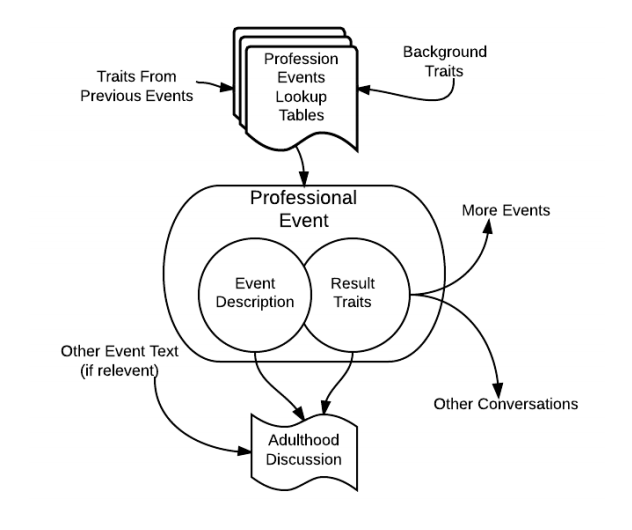 Profession
Events
Lookup
Tables
Background
Traits
Traits From
Previous Events
Professional
Event
More Events
Event
Description
Result
Traits
Other Event Text
(if relevent)
Other Conversations
Adulthood
Discussion